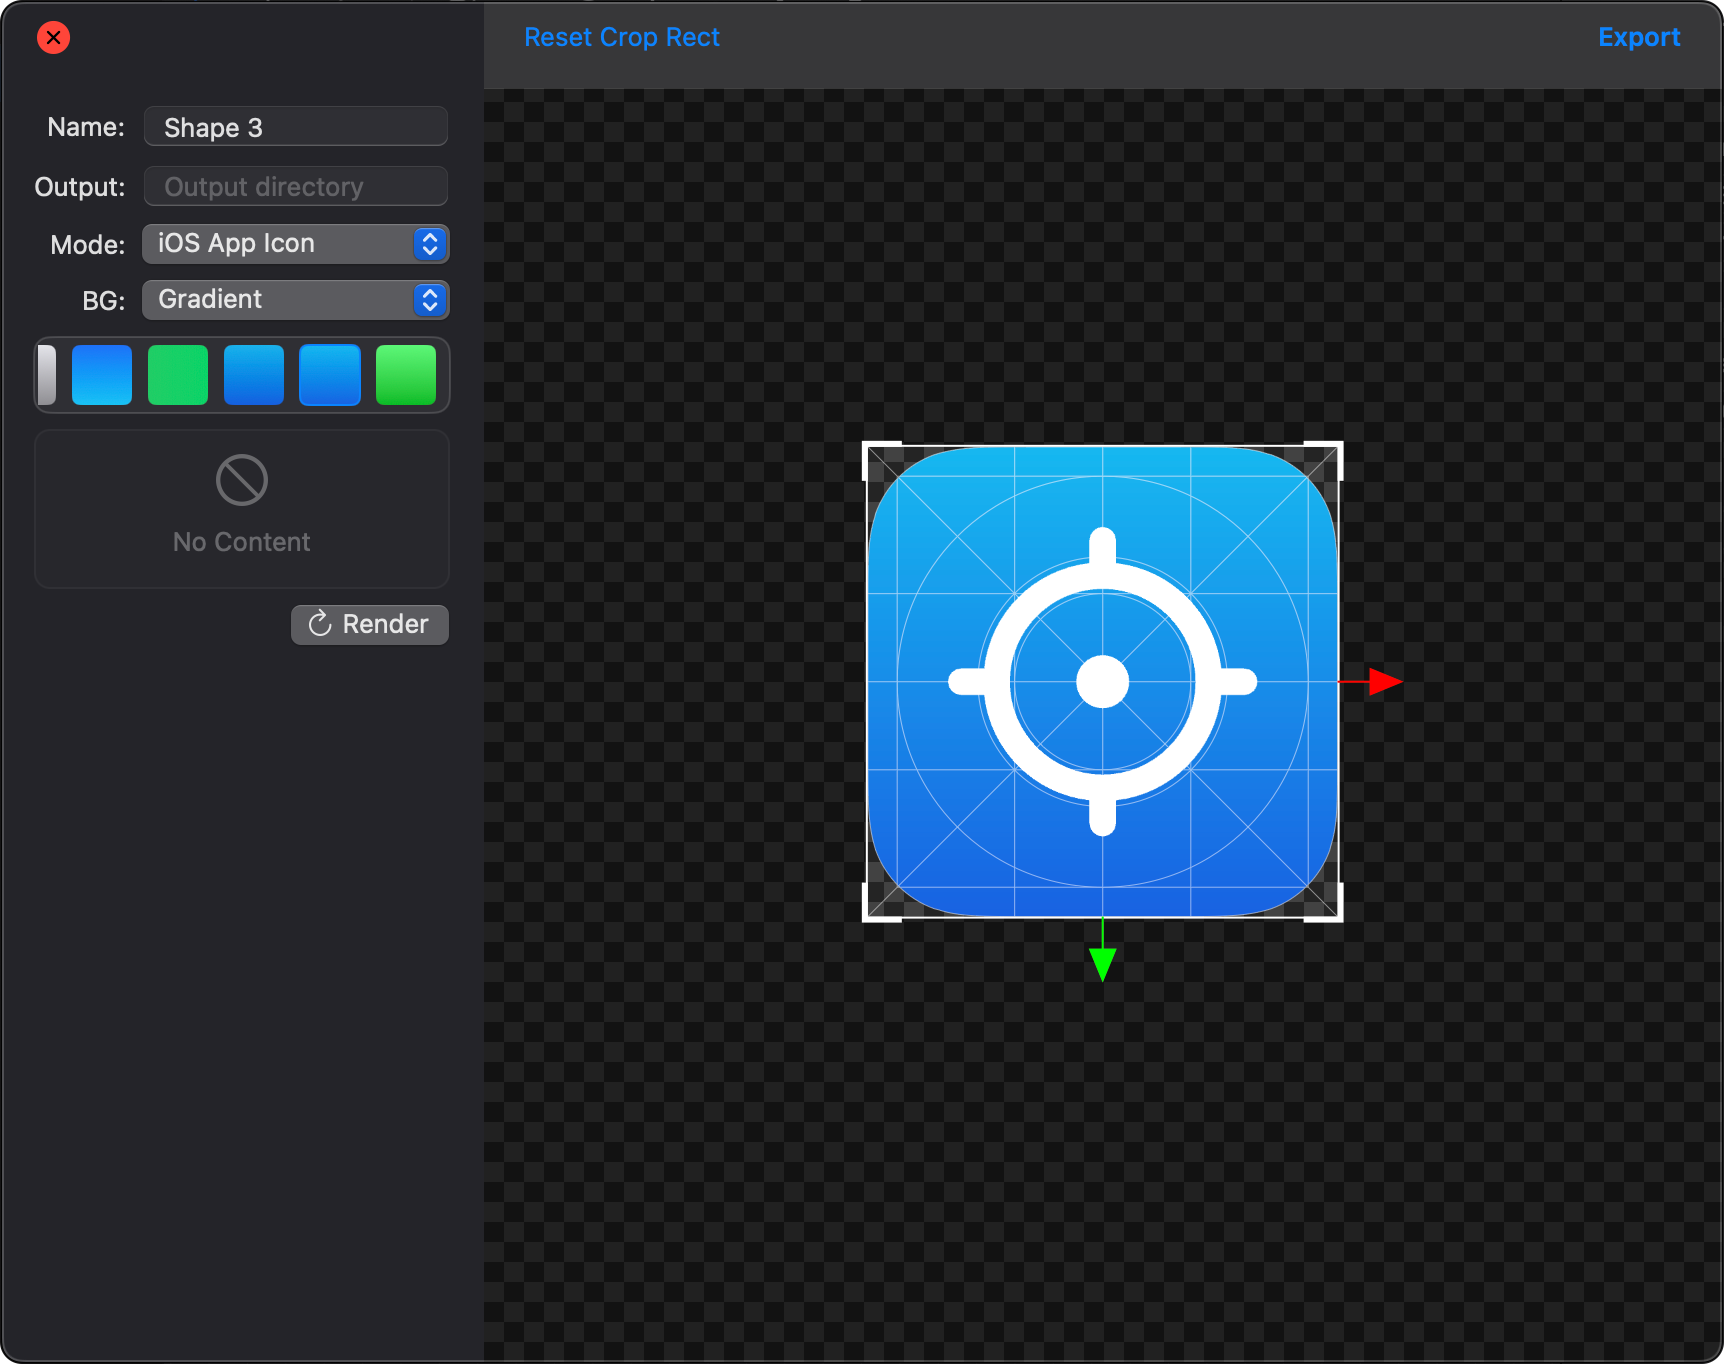 Reset Crop Rect
Export
Name: Shape 3
Output: Output directory
Mode: iOS App Icon
BG: Gradient
No Content
Render